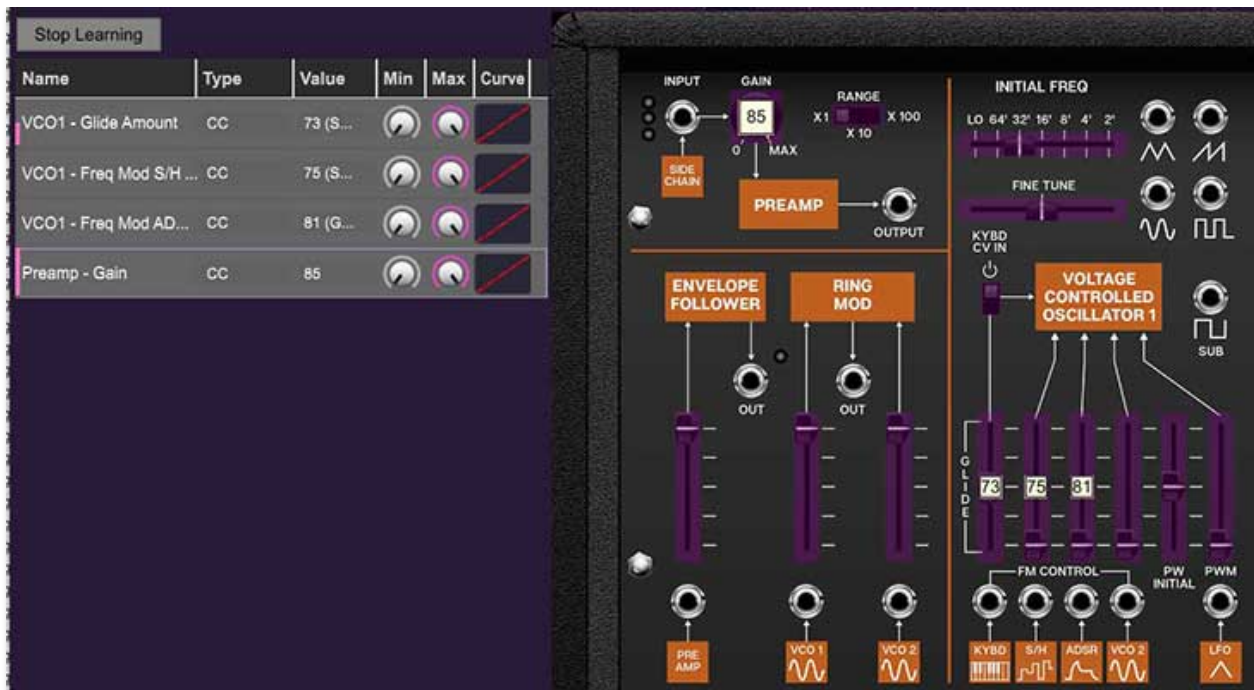 Stop Learning
Name Type Value Min Max Curve
VCO1 - Glide Amount CC 73 (S...
VCO1 - Freq Mod S/H ... CC 75 (S...
VCO1 - Freq Mod AD... CC 81 (G...
Preamp - Gain CC 85
INPUT GAIN
85
RANGE
X1 X 100
X 10
0 MAX
SIDE
CHAIN
PREAMP
OUTPUT
ENVELOPE
FOLLOWER
RING
MOD
OUT OUT
PRE
AMP
VCO 1
VCO 2
INITIAL FREQ
LO 64' 32' 16' 8' 4' 2'
FINE TUNE
KYBD
CV IN
VOLTAGE
CONTROLLED
OSCILLATOR 1
SUB
GLIDE
73 75 81
FM CONTROL
PW
INITIAL
PWM
KYBD S/H ADSR VCO 2 LFO